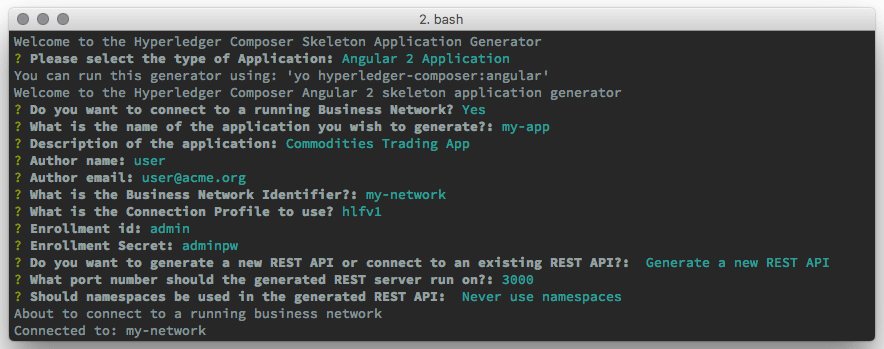 2. bash
Welcome to the Hyperledger Composer Skeleton Application Generator
? Please select the type of Application: Angular 2 Application
You can run this generator using: 'yo hyperledger-composer:angular'
Welcome to the Hyperledger Composer Angular 2 skeleton application generator
? Do you want to connect to a running Business Network? Yes
? What is the name of the application you wish to generate?: my-app
? Description of the application: Commodities Trading App
? Author name: user
? Author email: user@acme.org
? What is the Business Network Identifier?: my-network
? What is the Connection Profile to use? hlfv1
? Enrollment id: admin
? Enrollment Secret: adminpw
? Do you want to generate a new REST API or connect to an existing REST API?:  Generate a new REST API
? What port number should the generated REST server run on?: 3000
? Should namespaces be used in the generated REST API:  Never use namespaces
About to connect to a running business network
Connected to: my-network